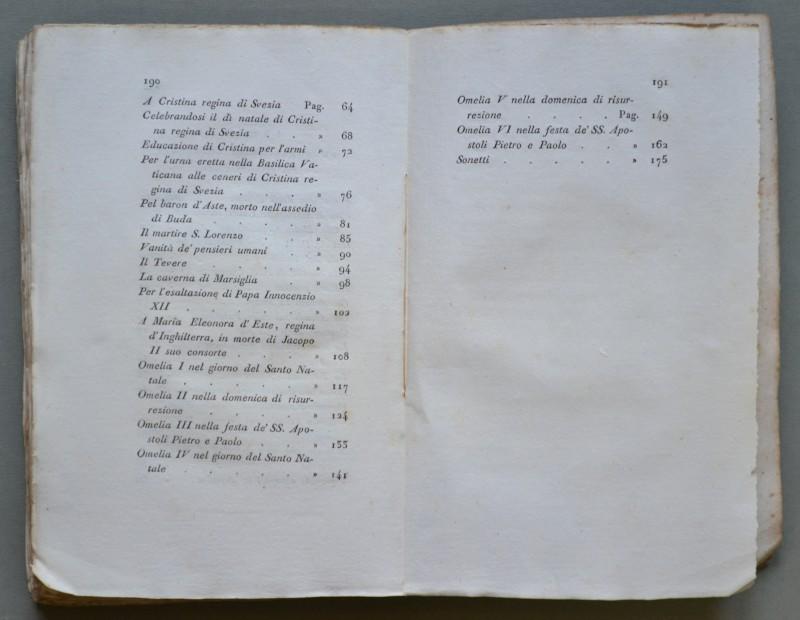 190
A Cristina regina di Svezia Pag. 64
Celebrandosi il dì natale di Cristi-
na regina di Svezia . . » 68
Educazione di Cristina per l'armi » 72
Per l'urna eretta nella Basilica Va-
ticana alle ceneri di Cristina re-
gina di Svezia . . . . » 76
Pel baron d'Aste, morto nell'assedio
di Buda . . . . . » 81
Il martire S. Lorenzo . . » 85
Vanità de' pensieri umani . » 90
Il Tevere . . . . . » 94
La caverna di Marsiglia . . » 98
Per l'esaltazione di Papa Innocenzio
XII . . . . . . » 102
A Maria Eleonora d'Este, regina
d'Inghilterra, in morte di Jacopo
II suo consorte . . . . » 108
Omelia I nel giorno del Santo Na-
tale . . . . . . » 117
Omelia II nella domenica di risur-
rezione . . . . . » 124
Omelia III nella festa de' SS. Apo-
stoli Pietro e Paolo . . . » 133
Omelia IV nel giorno del Santo Na-
tale . . . . . . » 141
191
Omelia V nella domenica di risur-
rezione . . . . Pag. 149
Omelia VI nella festa de' SS. Apo-
stoli Pietro e Paolo . . » 162
Sonetti . . . . . » 175